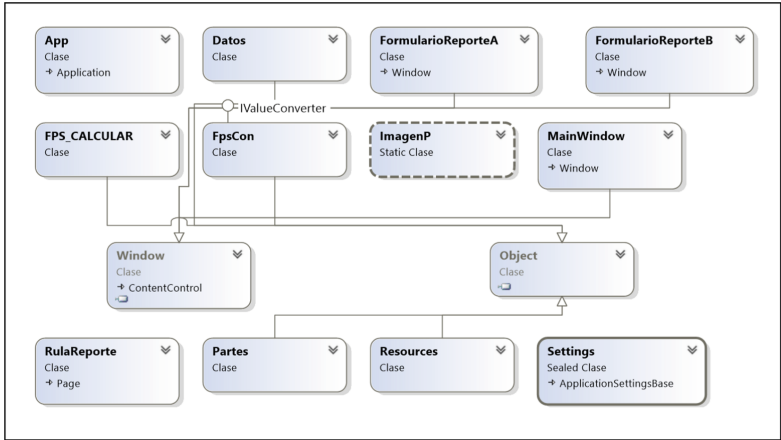 App
Clase
Application
Datos
Clase
FormularioReporteA
Clase
Window
FormularioReporteB
Clase
Window
IValueConverter
FPS_CALCULAR
Clase
FpsCon
Clase
ImagenP
Static Clase
MainWindow
Clase
Window
Window
Clase
ContentControl
Object
Clase
RulaReporte
Clase
Page
Partes
Clase
Resources
Clase
Settings
Sealed Clase
ApplicationSettingsBase